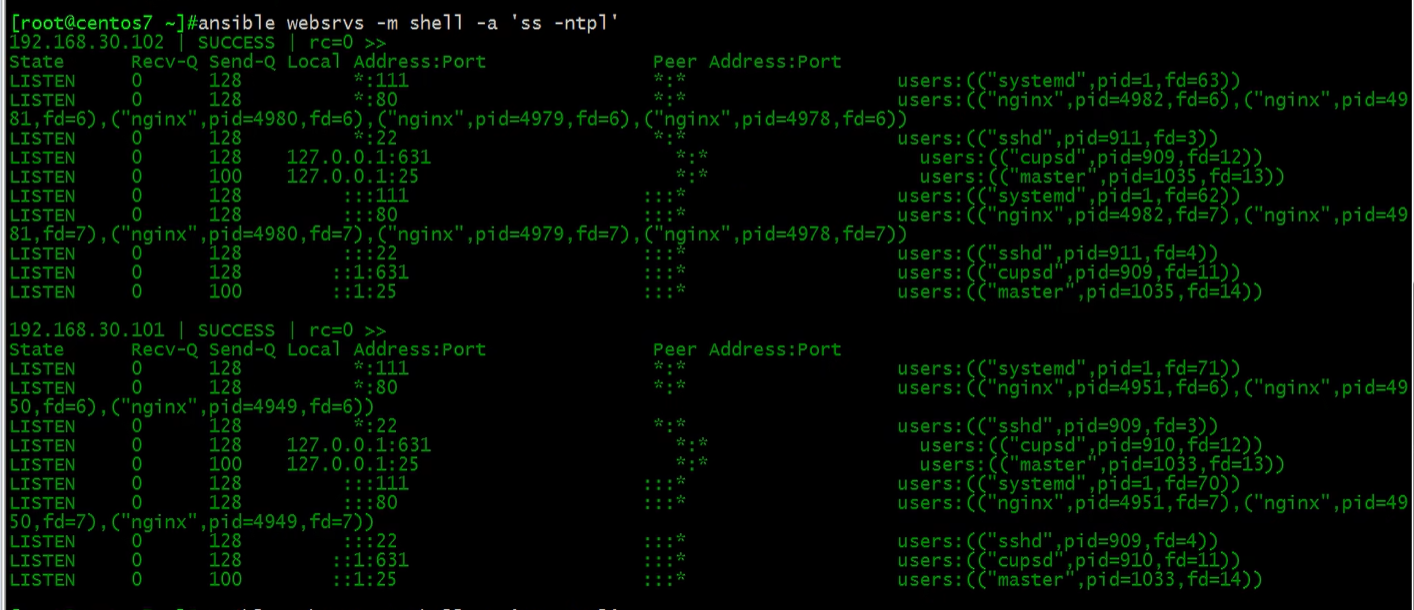 [root@centos7 ~]#ansible websrvs -m shell -a 'ss -ntpl'
192.168.30.102 | SUCCESS | rc=0 >>
State      Recv-Q Send-Q Local Address:Port               Peer Address:Port
LISTEN     0      128          *:111                      *:*                   users:(("systemd",pid=1,fd=63))
LISTEN     0      128          *:80                       *:*                   users:(("nginx",pid=4982,fd=6),("nginx",pid=49
81,fd=6),("nginx",pid=4980,fd=6),("nginx",pid=4979,fd=6),("nginx",pid=4978,fd=6))
LISTEN     0      128          *:22                       *:*                   users:(("sshd",pid=911,fd=3))
LISTEN     0      128    127.0.0.1:631                      *:*                   users:(("cupsd",pid=909,fd=12))
LISTEN     0      100    127.0.0.1:25                       *:*                   users:(("master",pid=1035,fd=13))
LISTEN     0      128         :::111                     :::*                   users:(("systemd",pid=1,fd=62))
LISTEN     0      128         :::80                      :::*                   users:(("nginx",pid=4982,fd=7),("nginx",pid=49
81,fd=7),("nginx",pid=4980,fd=7),("nginx",pid=4979,fd=7),("nginx",pid=4978,fd=7))
LISTEN     0      128         :::22                      :::*                   users:(("sshd",pid=911,fd=4))
LISTEN     0      128        ::1:631                     :::*                   users:(("cupsd",pid=909,fd=11))
LISTEN     0      100        ::1:25                      :::*                   users:(("master",pid=1035,fd=14))
192.168.30.101 | SUCCESS | rc=0 >>
State      Recv-Q Send-Q Local Address:Port               Peer Address:Port
LISTEN     0      128          *:111                      *:*                   users:(("systemd",pid=1,fd=71))
LISTEN     0      128          *:80                       *:*                   users:(("nginx",pid=4951,fd=6),("nginx",pid=49
50,fd=6),("nginx",pid=4949,fd=6))
LISTEN     0      128          *:22                       *:*                   users:(("sshd",pid=909,fd=3))
LISTEN     0      128    127.0.0.1:631                      *:*                   users:(("cupsd",pid=910,fd=12))
LISTEN     0      100    127.0.0.1:25                       *:*                   users:(("master",pid=1033,fd=13))
LISTEN     0      128         :::111                     :::*                   users:(("systemd",pid=1,fd=70))
LISTEN     0      128         :::80                      :::*                   users:(("nginx",pid=4951,fd=7),("nginx",pid=49
50,fd=7),("nginx",pid=4949,fd=7))
LISTEN     0      128         :::22                      :::*                   users:(("sshd",pid=909,fd=4))
LISTEN     0      128        ::1:631                     :::*                   users:(("cupsd",pid=910,fd=11))
LISTEN     0      100        ::1:25                      :::*                   users:(("master",pid=1033,fd=14))